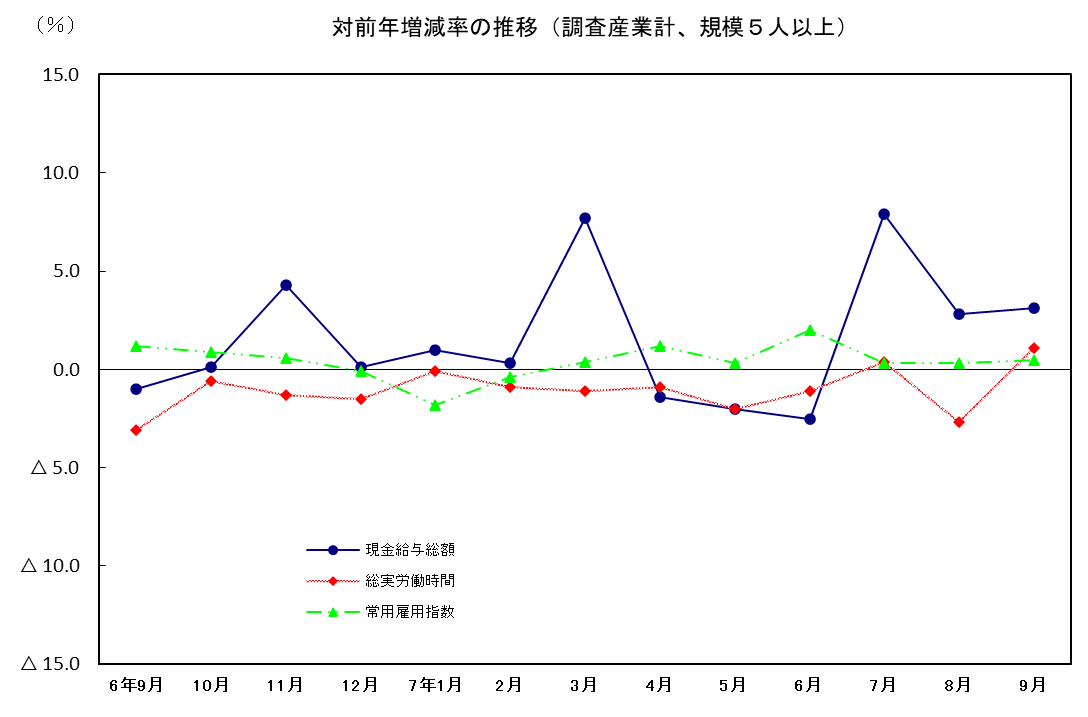 （％）
対前年増減率の推移（調査産業計、規模５人以上）
15.0
10.0
5.0
0.0
△ 5.0
△ 10.0
△ 15.0
現金給与総額
総実労働時間
常用雇用指数
6年9月 10月 11月 12月 7年1月 2月 3月 4月 5月 6月 7月 8月 9月